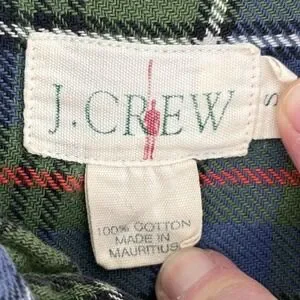 J.CREW
S
100% COTTON
MADE IN
MAURITIUS